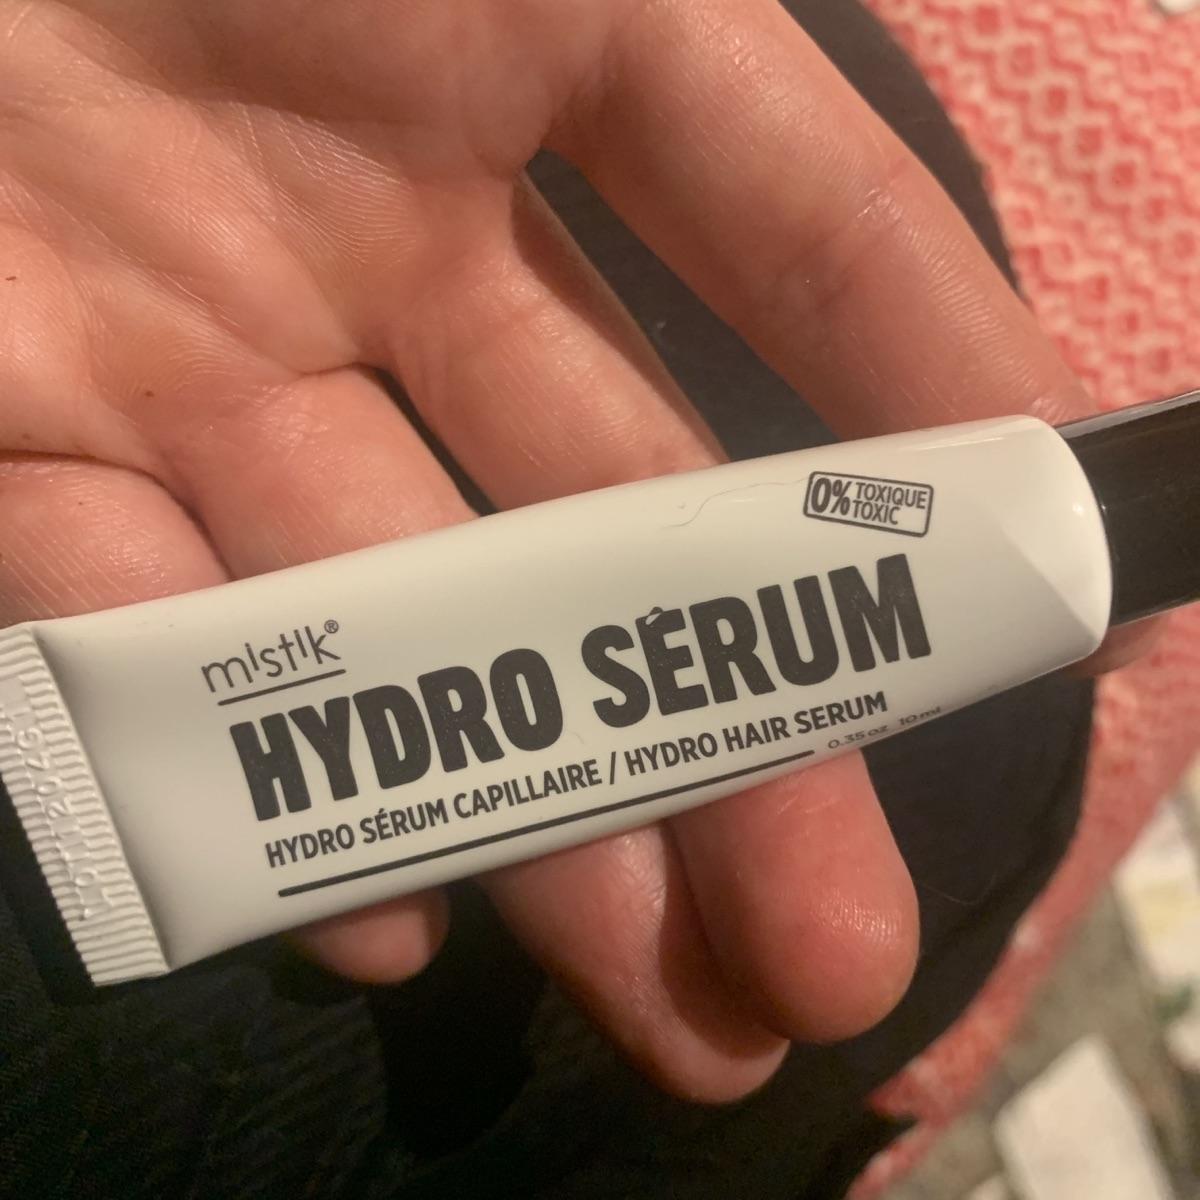 0% TOXIQUE
TOXIC
mistik®
HYDRO SÉRUM
HYDRO SÉRUM CAPILLAIRE / HYDRO HAIR SERUM
0.35 oz 10 ml